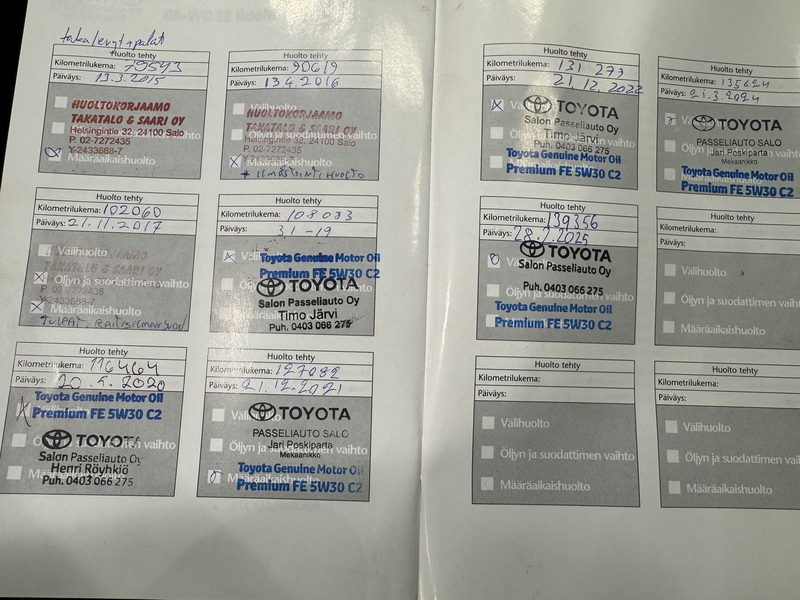 takalevytypalat
Huolto tehty
Kilometrilukema: 79543
Päiväys: 13.3.2015
HUOLTOKORJAAMO
TAKATALO & SAARI OY
Helsingintie 32, 24100 Salo
P. 02-7272435
Y-2433688-7
Määräaikaishuolto
Huolto tehty
Kilometrilukema: 90619
Päiväys: 13.4.2016
Välihuolto
HUOLTOKORJAAMO
TAKATALO & SAARI OY
Helsingintie 32, 24100 Salo
P. 02-7272435
Määräaikaishuolto
Huolto tehty
Kilometrilukema: 102060
Päiväys: 21.11.2017
Välihuolto
TAKATALO & SAARI OY
Öljyn ja suodattimen vaihto
P. 02-7272435
Y-2433688-7
Määräaikaishuolto
Huolto tehty
Kilometrilukema: 108083
Päiväys: 31 -19
Toyota Genuine Motor Oil
Premium FE 5W30 C2
TOYOTA
Salon Passeliauto Oy
Timo Järvi
Puh. 0403 066 275
Huolto tehty
Kilometrilukema: 116464
Päiväys: 20.5.2020
Toyota Genuine Motor Oil
Premium FE 5W30 C2
TOYOTA
Salon Passeliauto Oy
Henri Röyhkiö
Puh. 0403 066 275
Huolto tehty
Kilometrilukema: 127082
Päiväys: 21.12.2021
TOYOTA
PASSELIAUTO SALO
Jari Poskiparta
Mekaanikko
Toyota Genuine Motor Oil
Premium FE 5W30 C2
Huolto tehty
Kilometrilukema: 131 277
Päiväys: 21.12.2022
TOYOTA
Salon Passeliauto Oy
Timo Järvi
Puh. 0403 066 275
Toyota Genuine Motor Oil
Premium FE 5W30 C2
Huolto tehty
Kilometrilukema: 135624
Päiväys: 21.3.2024
TOYOTA
PASSELIAUTO SALO
Jari Poskiparta
Mekaanikko
Toyota Genuine Motor Oil
Premium FE 5W30 C2
Huolto tehty
Kilometrilukema: 139356
Päiväys: 28.7.2025
TOYOTA
Salon Passeliauto Oy
Puh. 0403 066 275
Toyota Genuine Motor Oil
Premium FE 5W30 C2
Huolto tehty
Kilometrilukema:
Päiväys:
Välihuolto
Öljyn ja suodattimen vaihto
Määräaikaishuolto
Huolto tehty
Kilometrilukema:
Päiväys:
Välihuolto
Öljyn ja suodattimen vaihto
Määräaikaishuolto
Huolto tehty
Kilometrilukema:
Päiväys:
Välihuolto
Öljyn ja suodattimen vaihto
Määräaikaishuolto